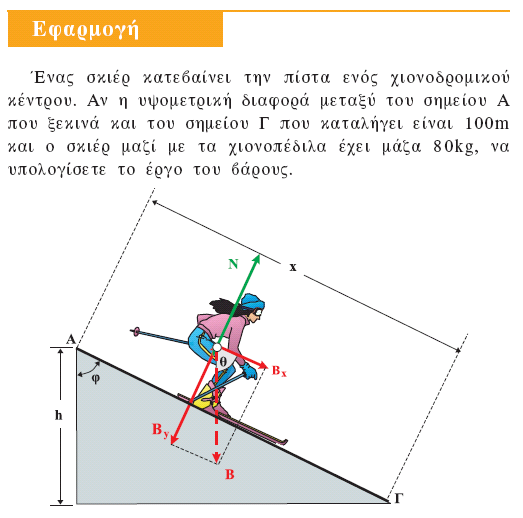 Εφαρμογή
Ένας σκιέρ κατεβαίνει την πίστα ενός χιονοδρομικού
κέντρου. Αν η υψομετρική διαφορά μεταξύ του σημείου Α
που ξεκινά και του σημείου Γ που καταλήγει είναι 100m
και ο σκιέρ μαζί με τα χιονοπέδιλα έχει μάζα 80kg, να
υπολογίσετε το έργο του βάρους.
N
x
A
θ
Bx
φ
h
By
B
Γ